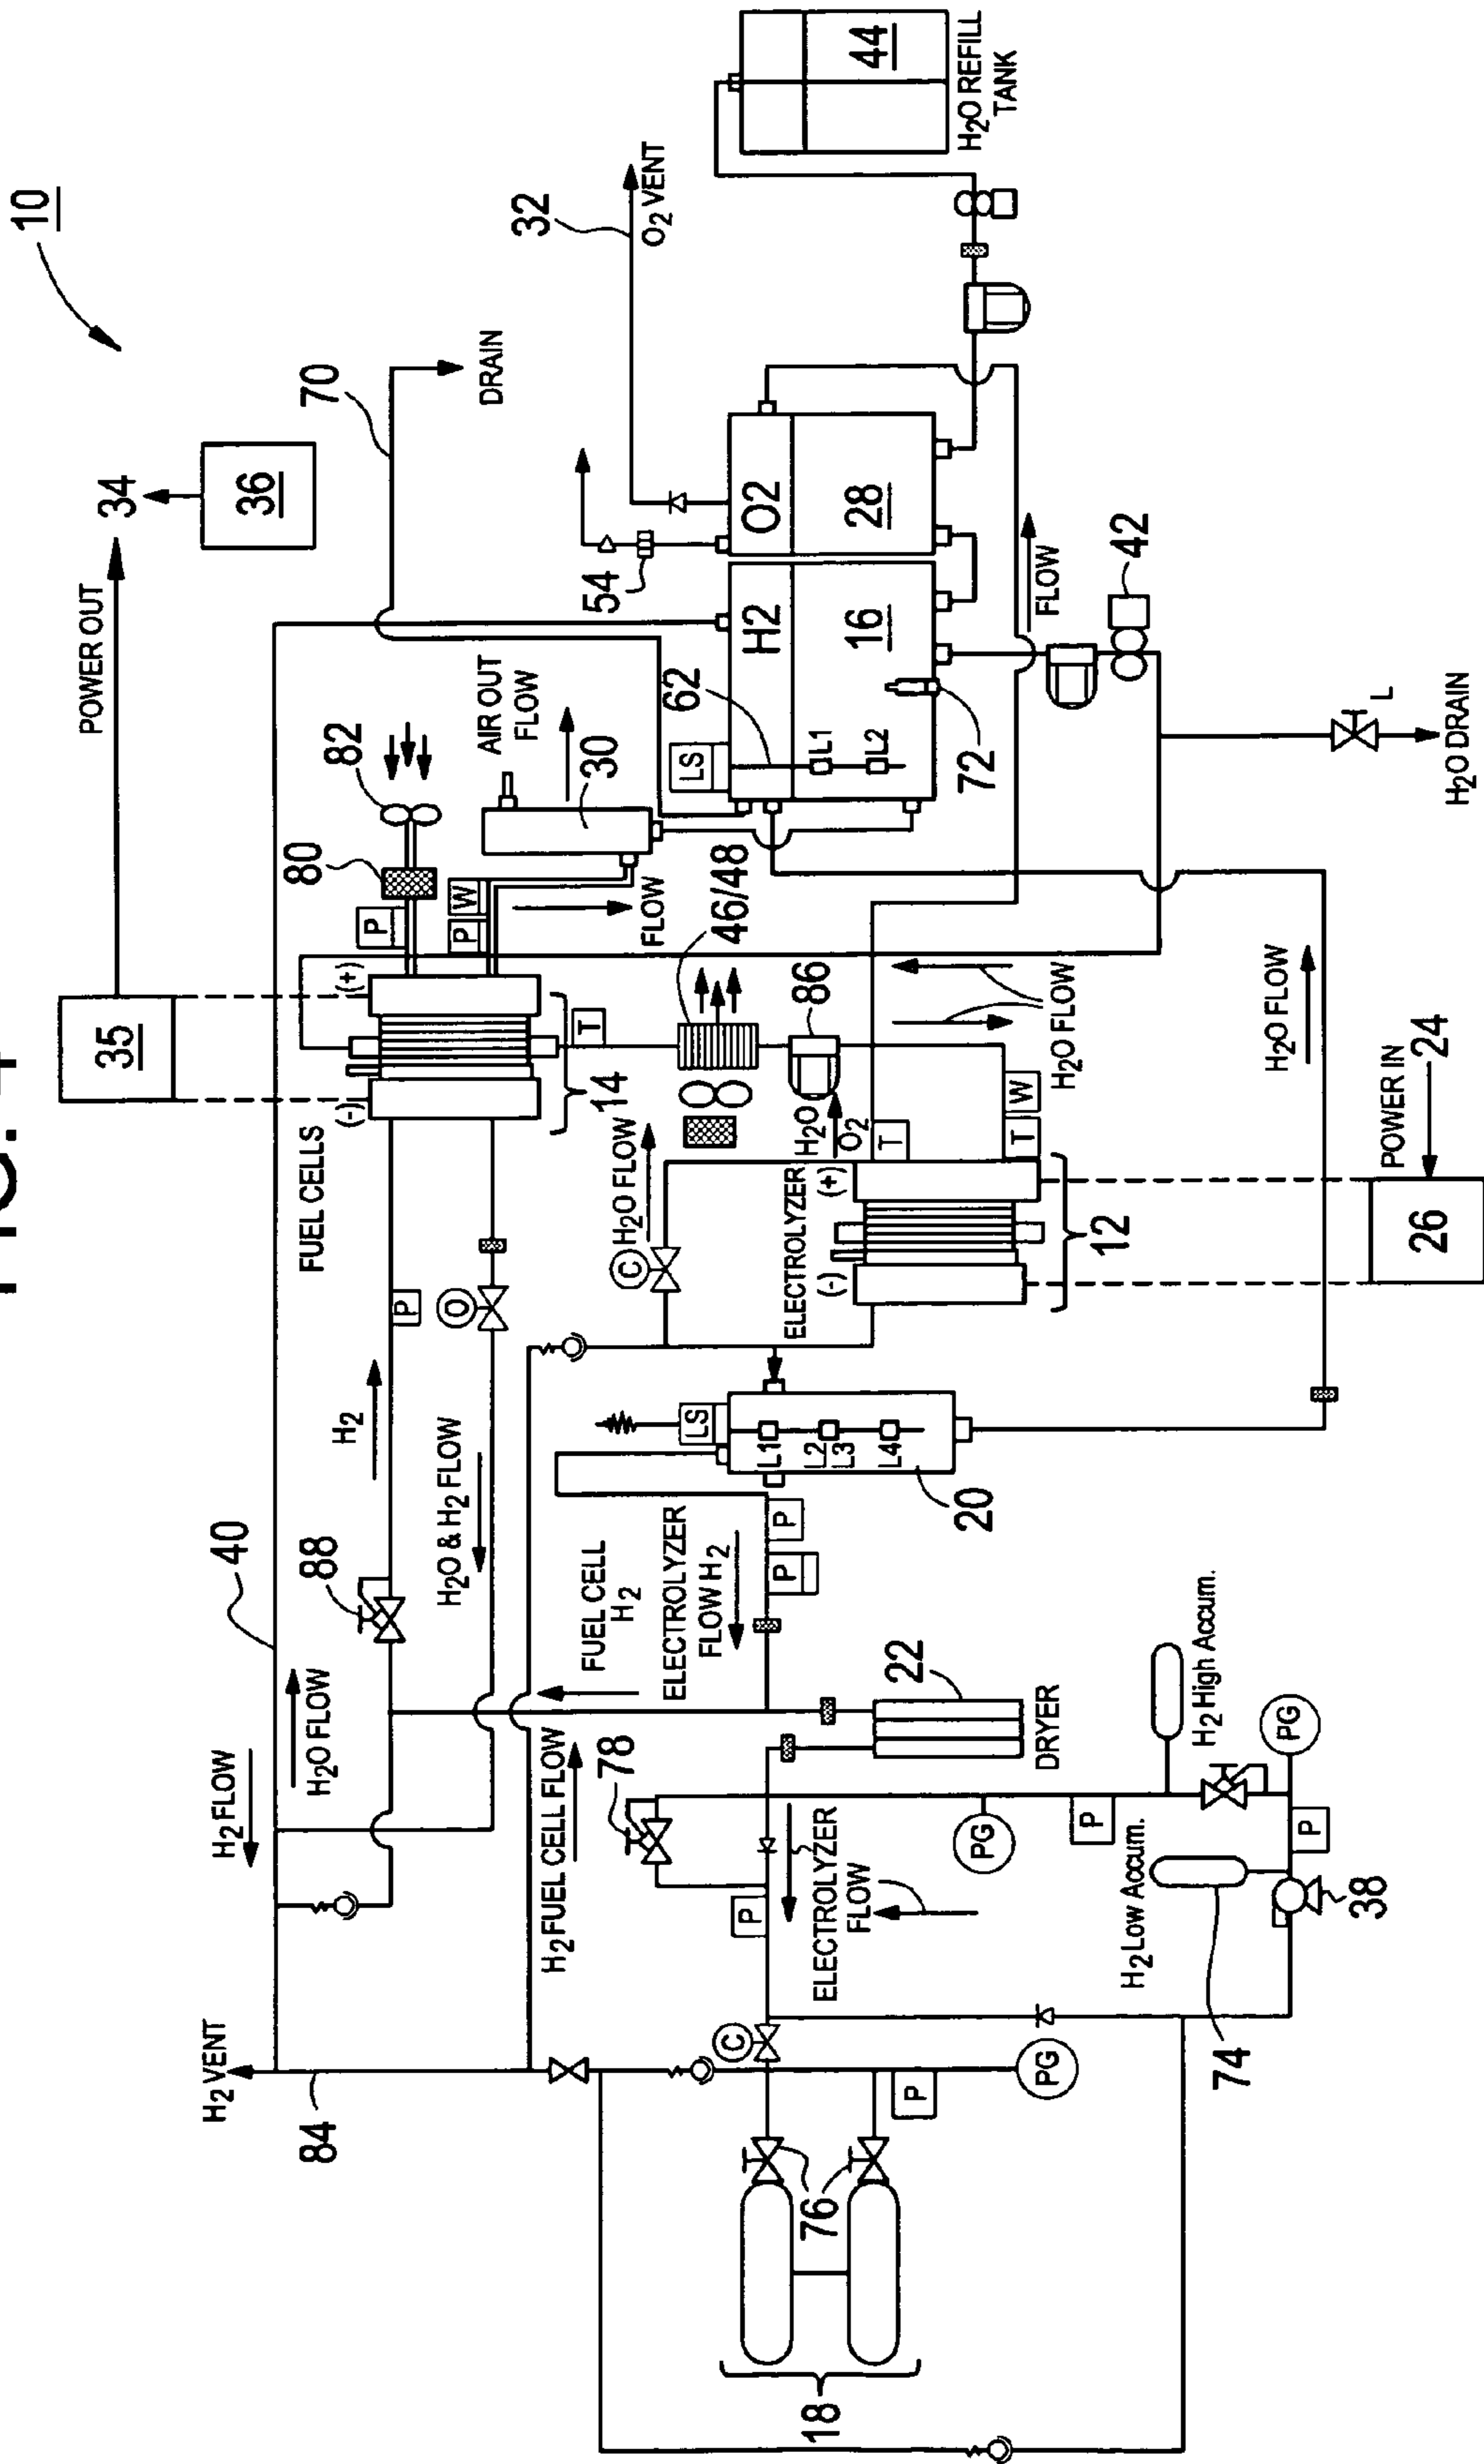 10
44
H2O REFILL
TANK
32
O2 VENT
70
DRAIN
34
36
POWER OUT
35
54
O2
28
H2
16
62
LS
L1
L2
72
FLOW
42
L
H2O DRAIN
AIR OUT
FLOW
30
82
80
P
P
W
FLOW
46/48
(+)
(-)
14
T
FUEL CELLS
86
H2O
O2
T
T
W
H2O FLOW
H2O FLOW
POWER IN
24
26
12
ELECTROLYZER
(+)
(-)
C
H2O FLOW
P
O
H2
H2O & H2 FLOW
40
88
LS
L1
L2
L3
L4
20
P
P
FUEL CELL
H2
ELECTROLYZER
FLOW H2
22
DRYER
H2 High Accum.
PG
H2O FLOW
H2 FLOW
H2 FUEL CELL FLOW
78
ELECTROLYZER
FLOW
P
PG
P
P
H2 Low Accum.
38
74
H2 VENT
84
C
P
PG
76
18